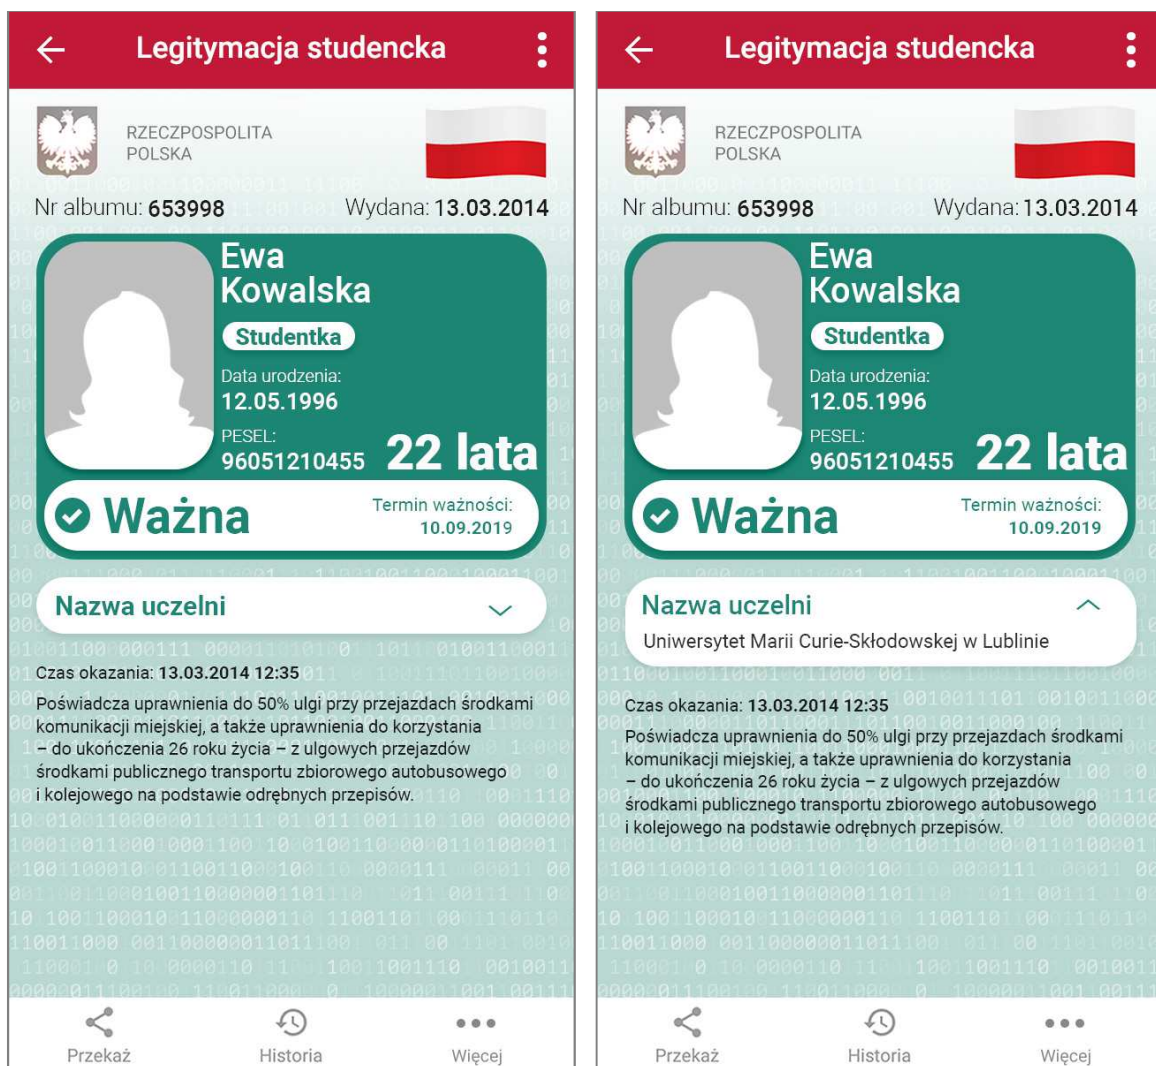 Legitymacja studencka
RZECZPOSPOLITA
POLSKA
Nr albumu: 653998 Wydana: 13.03.2014
Ewa
Kowalska
Studentka
Data urodzenia:
12.05.1996
PESEL:
96051210455 22 lata
Ważna Termin ważności:
10.09.2019
Nazwa uczelni
Czas okazania: 13.03.2014 12:35
Poświadcza uprawnienia do 50% ulgi przy przejazdach środkami
komunikacji miejskiej, a także uprawnienia do korzystania
– do ukończenia 26 roku życia – z ulgowych przejazdów
środkami publicznego transportu zbiorowego autobusowego
i kolejowego na podstawie odrębnych przepisów.
Przekaż Historia Więcej
Legitymacja studencka
RZECZPOSPOLITA
POLSKA
Nr albumu: 653998 Wydana: 13.03.2014
Ewa
Kowalska
Studentka
Data urodzenia:
12.05.1996
PESEL:
96051210455 22 lata
Ważna Termin ważności:
10.09.2019
Nazwa uczelni
Uniwersytet Marii Curie-Skłodowskej w Lublinie
Czas okazania: 13.03.2014 12:35
Poświadcza uprawnienia do 50% ulgi przy przejazdach środkami
komunikacji miejskiej, a także uprawnienia do korzystania
– do ukończenia 26 roku życia – z ulgowych przejazdów
środkami publicznego transportu zbiorowego autobusowego
i kolejowego na podstawie odrębnych przepisów.
Przekaż Historia Więcej